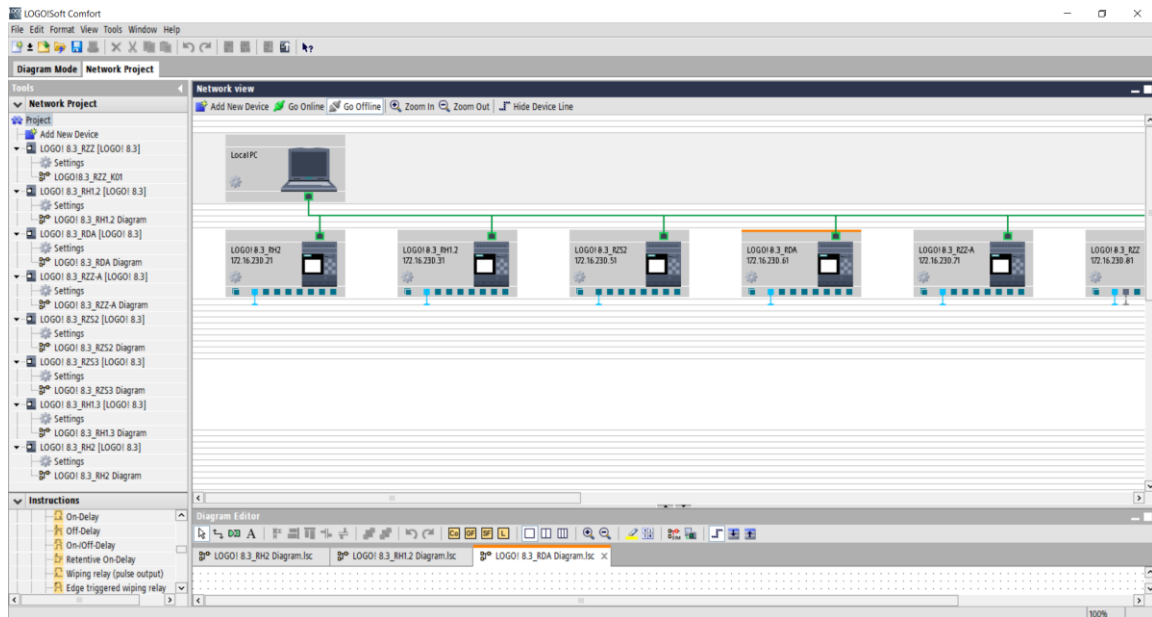 LOGO!Soft Comfort
File Edit Format View Tools Window Help
Diagram Mode Network Project
Tools
Network Project
Project
Add New Device
LOGO! 8.3_RZZ [LOGO! 8.3]
Settings
LOGO!8.3_RZZ_K01
LOGO! 8.3_RH1.2 [LOGO! 8.3]
Settings
LOGO! 8.3_RH1.2 Diagram
LOGO! 8.3_RDA [LOGO! 8.3]
Settings
LOGO! 8.3_RDA Diagram
LOGO! 8.3_RZZ-A [LOGO! 8.3]
Settings
LOGO! 8.3_RZZ-A Diagram
LOGO! 8.3_RZS2 [LOGO! 8.3]
Settings
LOGO! 8.3_RZS2 Diagram
LOGO! 8.3_RZS3 [LOGO! 8.3]
Settings
LOGO! 8.3_RZS3 Diagram
LOGO! 8.3_RH1.3 [LOGO! 8.3]
Settings
LOGO! 8.3_RH1.3 Diagram
LOGO! 8.3_RH2 [LOGO! 8.3]
Settings
LOGO! 8.3_RH2 Diagram
Instructions
On-Delay
Off-Delay
On-/Off-Delay
Retentive On-Delay
Wiping relay (pulse output)
Edge triggered wiping relay
Network view
Add New Device Go Online Go Offline Zoom In Zoom Out Hide Device Line
Local PC
LOGO! 8.3_RH2
172.16.230.21
LOGO! 8.3_RH1.2
172.16.230.31
LOGO! 8.3_RZS2
172.16.230.51
LOGO! 8.3_RDA
172.16.230.61
LOGO! 8.3_RZZ-A
172.16.230.71
LOGO! 8.3_RZZ
172.16.230.81
Diagram Editor
A Co GF SF L
LOGO! 8.3_RH2 Diagram.lsc LOGO! 8.3_RH1.2 Diagram.lsc LOGO! 8.3_RDA Diagram.lsc X
100%